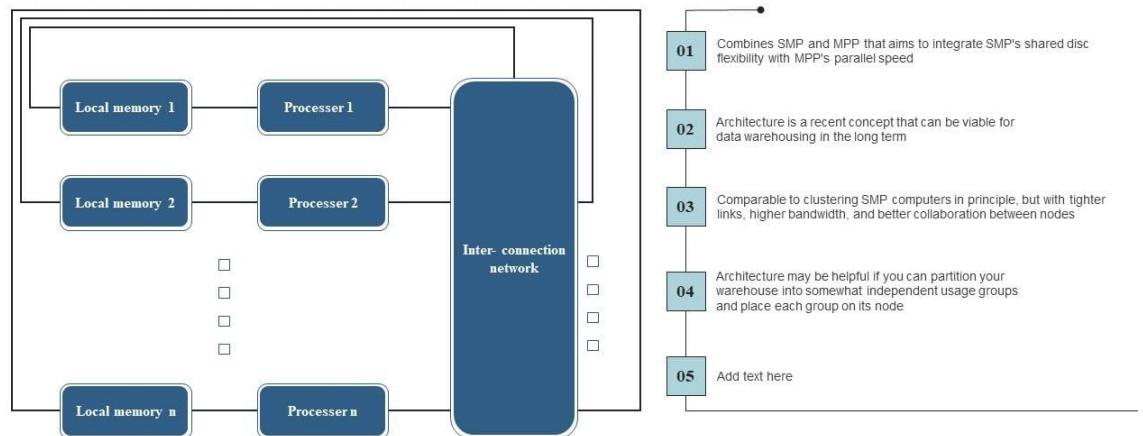 Local memory 1
Processer 1
Local memory 2
Processer 2
Inter- connection
network
Local memory n
Processer n
01
Combines SMP and MPP that aims to integrate SMP's shared disc
flexibility with MPP's parallel speed
02
Architecture is a recent concept that can be viable for
data warehousing in the long term
03
Comparable to clustering SMP computers in principle, but with tighter
links, higher bandwidth, and better collaboration between nodes
04
Architecture may be helpful if you can partition your
warehouse into somewhat independent usage groups
and place each group on its node
05
Add text here